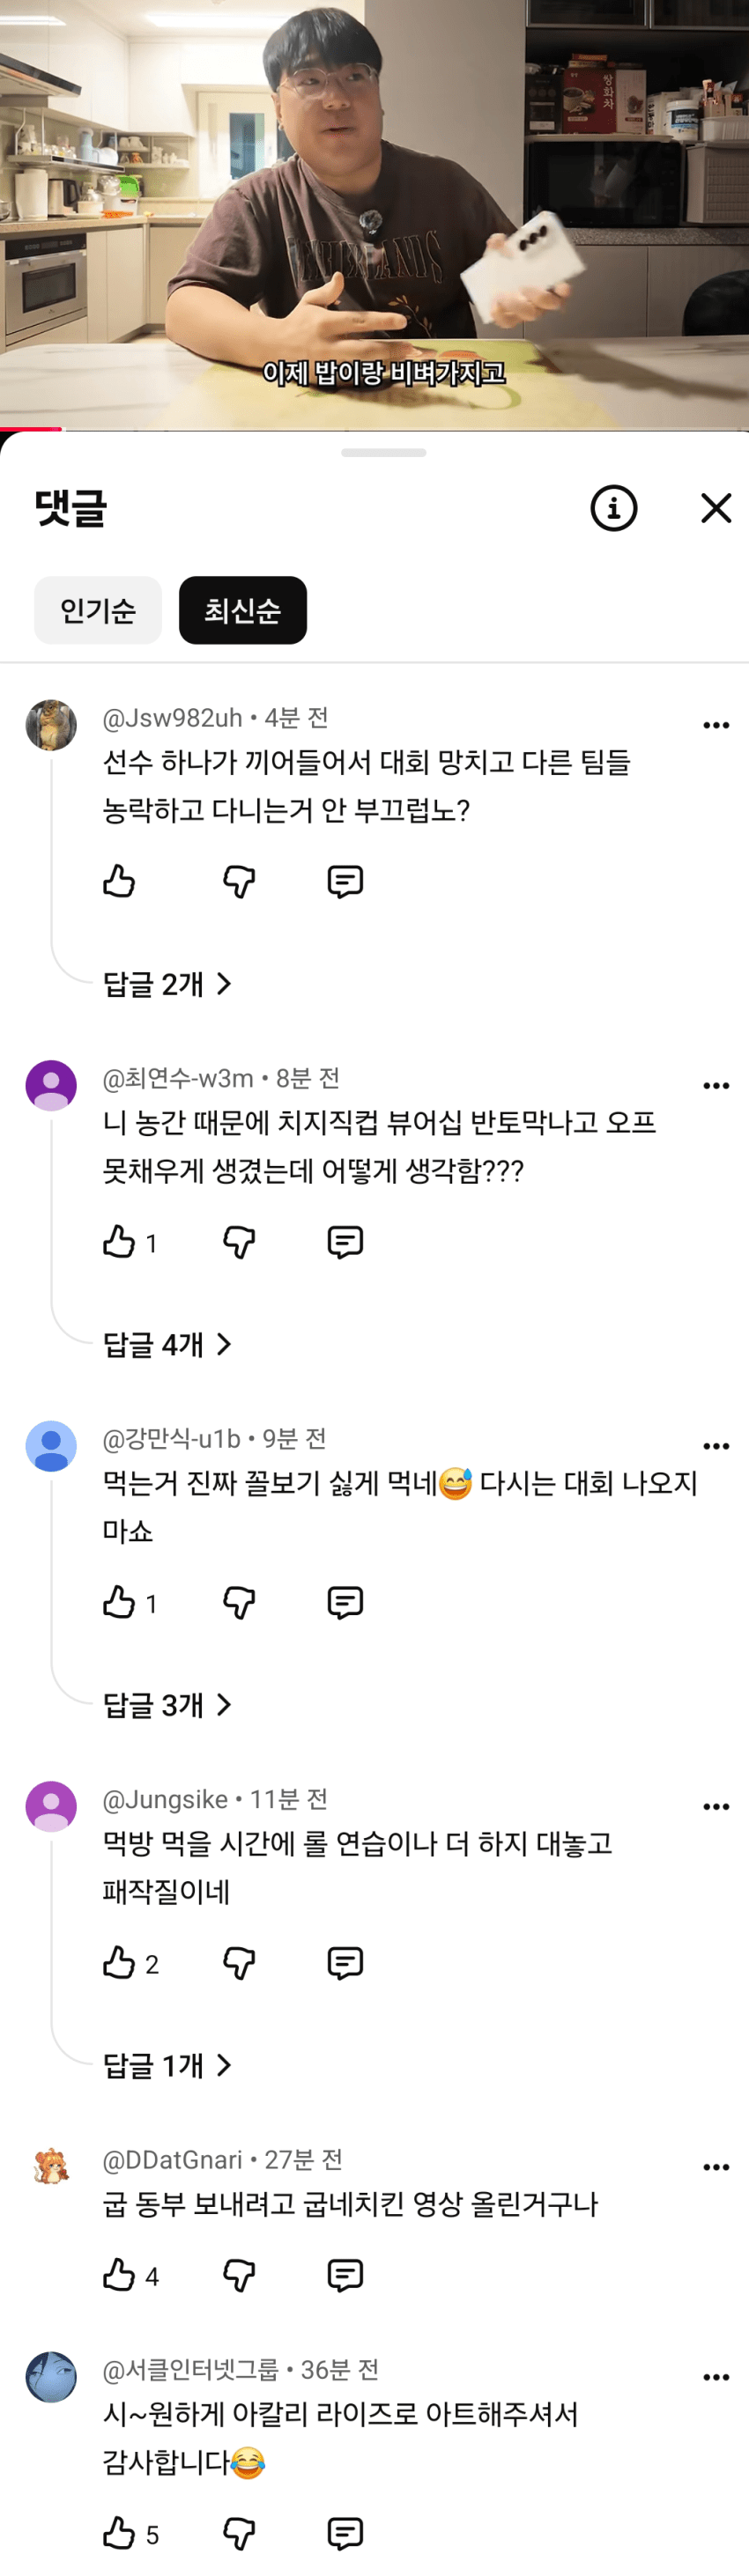 쌍화차
이제 밥이랑 비벼가지고
댓글
인기순
최신순
@Jsw982uh • 4분 전
선수 하나가 끼어들어서 대회 망치고 다른 팀들
농락하고 다니는거 안 부끄럽노?
답글 2개
@최연수-w3m • 8분 전
니 농간 때문에 치지직컵 뷰어십 반토막나고 오프
못채우게 생겼는데 어떻게 생각함???
1
답글 4개
@강만식-u1b • 9분 전
먹는거 진짜 꼴보기 싫게 먹네😅 다시는 대회 나오지
마쇼
1
답글 3개
@Jungsike • 11분 전
먹방 먹을 시간에 롤 연습이나 더 하지 대놓고
패작질이네
2
답글 1개
@DDatGnari • 27분 전
굽 동부 보내려고 굽네치킨 영상 올린거구나
4
@서클인터넷그룹 • 36분 전
시~원하게 아칼리 라이즈로 아트해주셔서
감사합니다😂
5